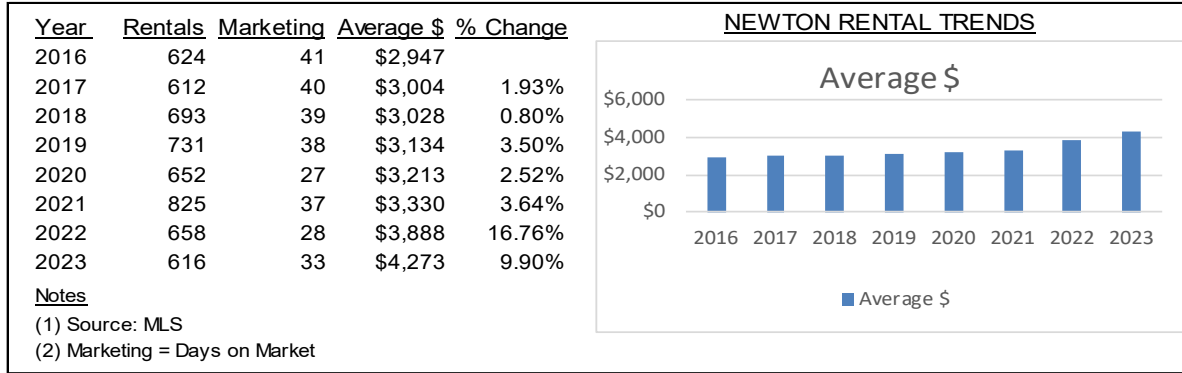 Year Rentals Marketing Average $ % Change
2016 624 41 $2,947
2017 612 40 $3,004 1.93%
2018 693 39 $3,028 0.80%
2019 731 38 $3,134 3.50%
2020 652 27 $3,213 2.52%
2021 825 37 $3,330 3.64%
2022 658 28 $3,888 16.76%
2023 616 33 $4,273 9.90%
Notes
(1) Source: MLS
(2) Marketing = Days on Market
NEWTON RENTAL TRENDS
Average $
$6,000
$4,000
$2,000
$0
2016 2017 2018 2019 2020 2021 2022 2023
Average $